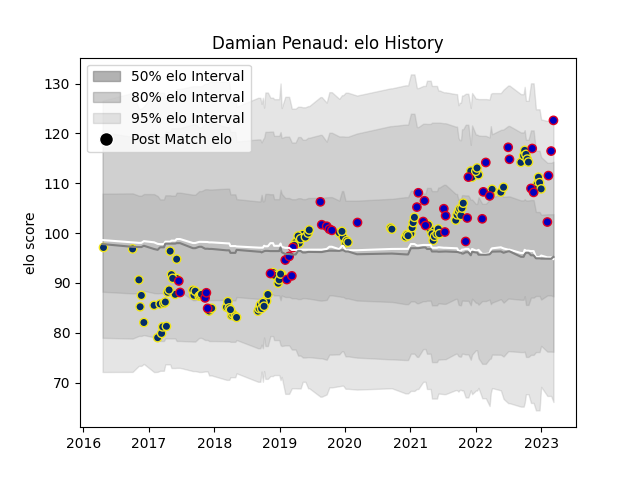 Damian Penaud: elo History
50% elo Interval
80% elo Interval
95% elo Interval
Post Match elo
elo score
130
120
110
100
90
80
70
2016 2017 2018 2019 2020 2021 2022 2023